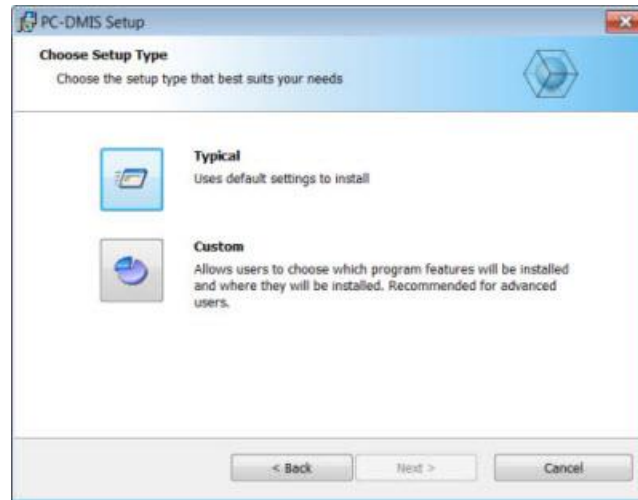 PC-DMIS Setup
Choose Setup Type
Choose the setup type that best suits your needs
Typical
Uses default settings to install
Custom
Allows users to choose which program features will be installed
and where they will be installed. Recommended for advanced
users.
< Back
Next >
Cancel